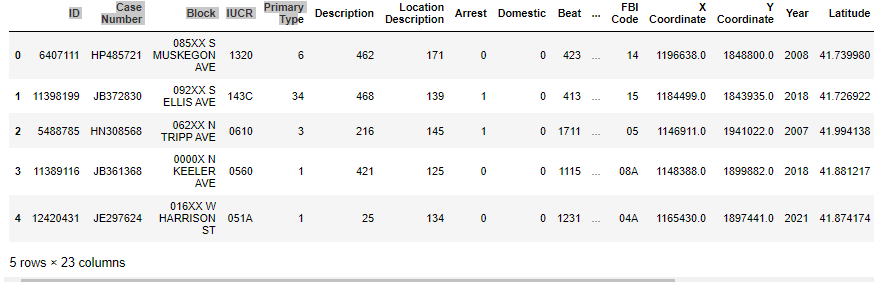 ID Case Number Block IUCR Primary Type Description Location Description Arrest Domestic Beat ... FBI Code X Coordinate Y Coordinate Year Latitude
0 6407111 HP485721 085XX S MUSKEGON AVE 1320 6 462 171 0 0 423 ... 14 1196638.0 1848800.0 2008 41.739980
1 11398199 JB372830 092XX S ELLIS AVE 143C 34 468 139 1 0 413 ... 15 1184499.0 1843935.0 2018 41.726922
2 5488785 HN308568 062XX N TRIPP AVE 0610 3 216 145 1 0 1711 ... 05 1146911.0 1941022.0 2007 41.994138
3 11389116 JB361368 0000X N KEELER AVE 0560 1 421 125 0 0 1115 ... 08A 1148388.0 1899882.0 2018 41.881217
4 12420431 JE297624 016XX W HARRISON ST 051A 1 25 134 0 0 1231 ... 04A 1165430.0 1897441.0 2021 41.874174
5 rows × 23 columns